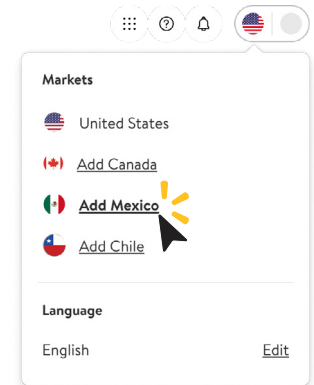 Markets
United States
Add Canada
Add Mexico
Add Chile
Language
English Edit